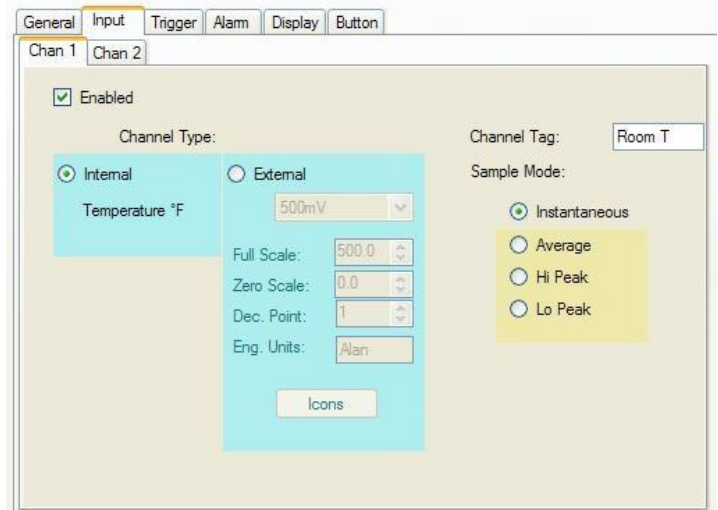 General Input Trigger Alarm Display Button
Chan 1 Chan 2
Enabled
Channel Type:
Channel Tag: Room T
Internal
Temperature °F
External
500mV
Full Scale: 500.0
Zero Scale: 0.0
Dec. Point: 1
Eng. Units: Alan
Icons
Sample Mode:
Instantaneous
Average
Hi Peak
Lo Peak